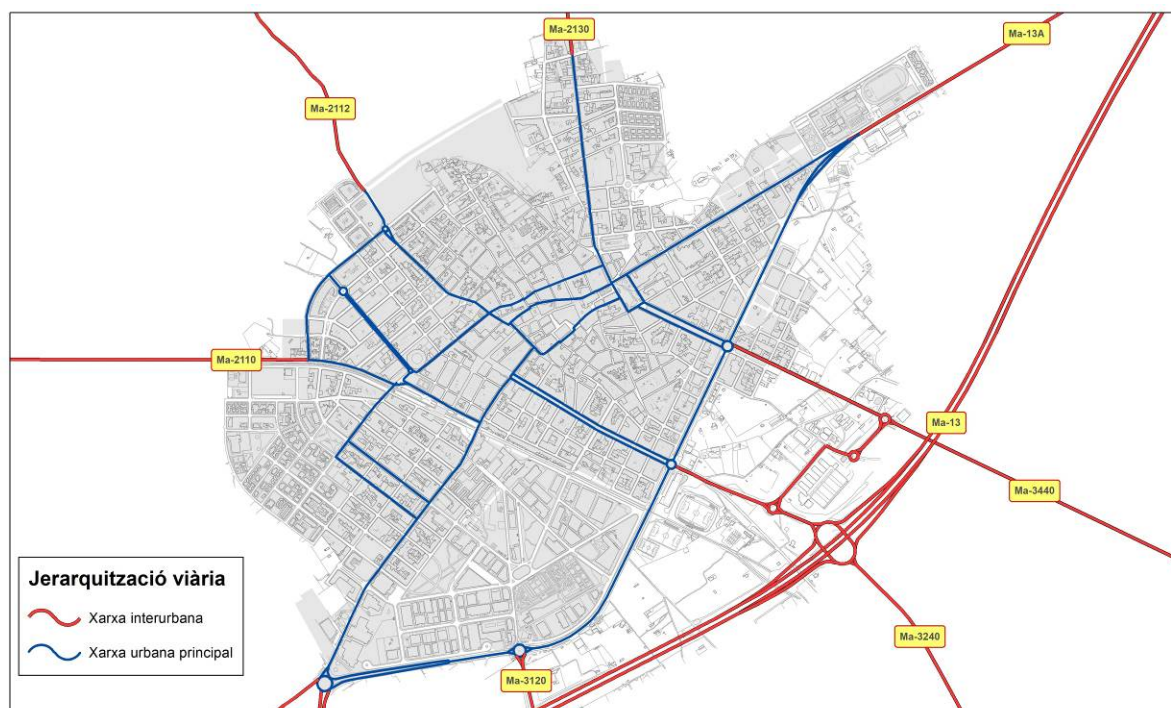 Ma-2130
Ma-13A
Ma-2112
Ma-2110
Ma-13
Ma-3440
Ma-3240
Ma-3120
Jerarquització viària
Xarxa interurbana
Xarxa urbana principal